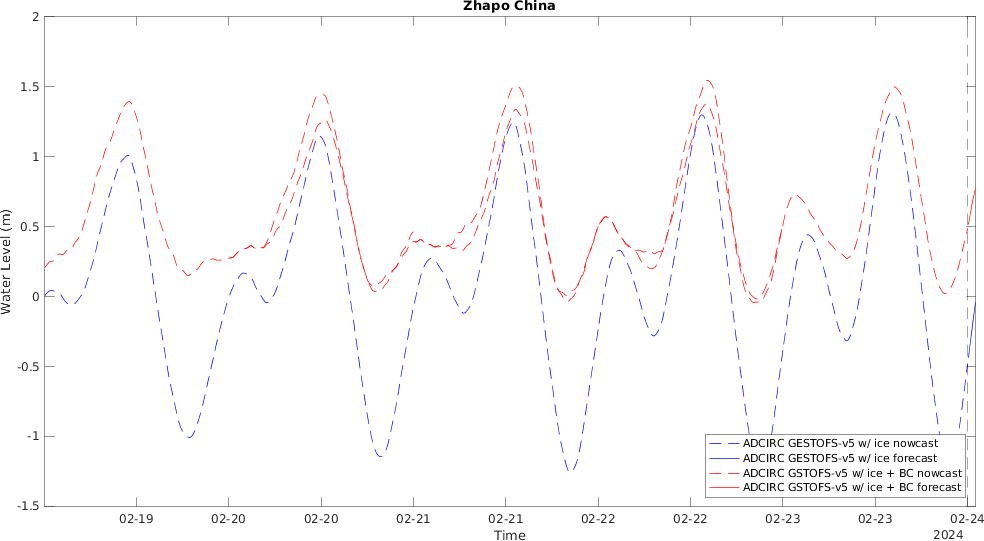 Zhapo China
2
1.5
1
0.5
0
-0.5
-1
-1.5
Water Level (m)
ADCIRC GESTOFS-v5 w/ ice nowcast
ADCIRC GESTOFS-v5 w/ ice forecast
ADCIRC GSTOFS-v5 w/ ice + BC nowcast
ADCIRC GSTOFS-v5 w/ ice + BC forecast
02-19 02-20 02-20 02-21 02-21 02-22 02-22 02-23 02-23 02-24
Time 2024